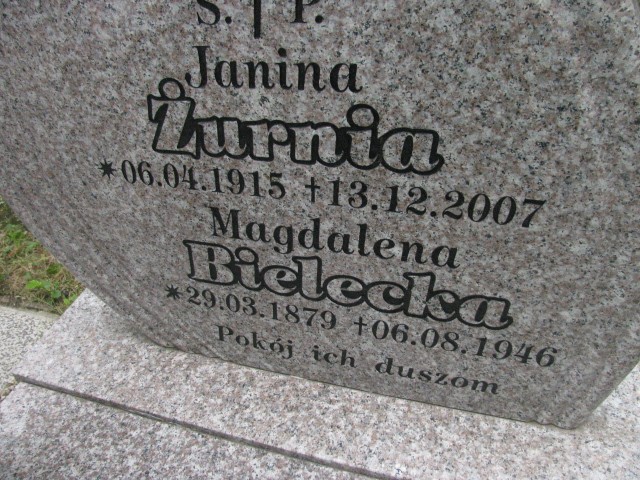 S. † P.
Janina
Żurnia
*06.04.1915 †13.12.2007
Magdalena
Bielecka
*29.03.1879 †06.08.1946
Pokój ich duszom